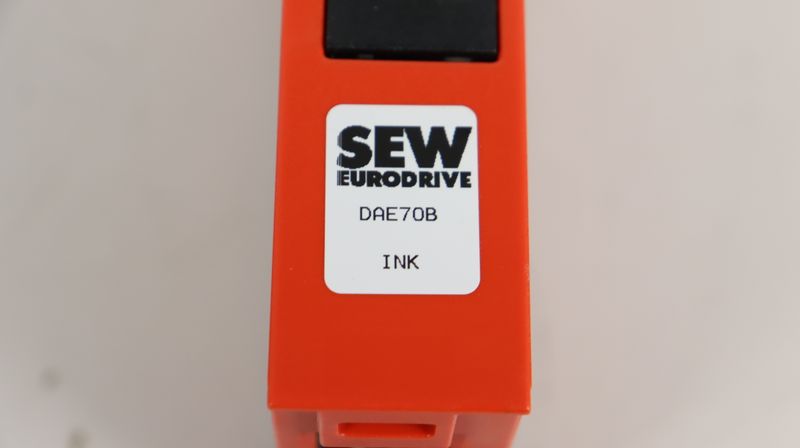 SEW
EURODRIVE
DAE70B
INK